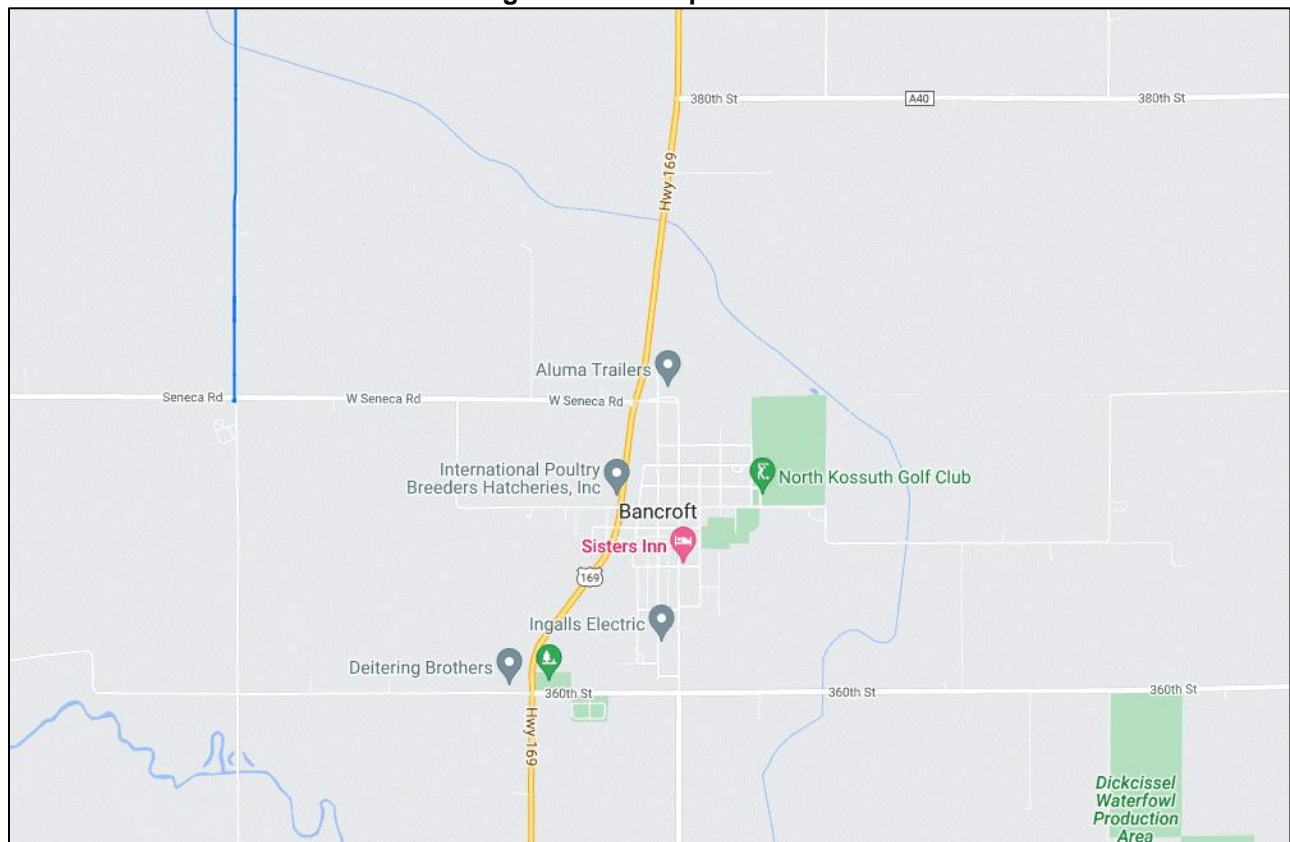 380th St
A40
380th St
Hwy 169
Aluma Trailers
Seneca Rd
W Seneca Rd
W Seneca Rd
International Poultry
Breeders Hatcheries, Inc
North Kossuth Golf Club
Bancroft
Sisters Inn
169
Ingalls Electric
Deitering Brothers
360th St
360th St
360th St
Hwy 169
Dickcissel
Waterfowl
Production
Area